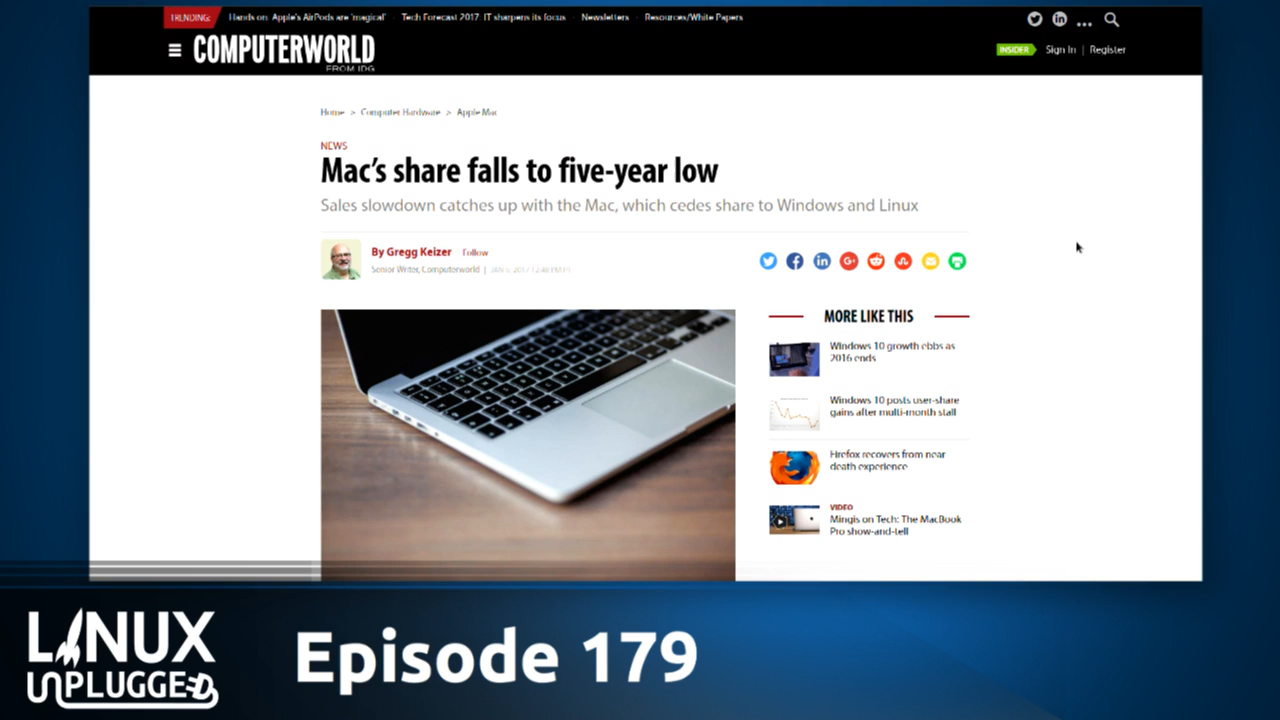 TRENDING: Hands on: Apple's AirPods are 'magical' Tech Forecast 2017: IT sharpens its focus Newsletters Resources/White Papers
COMPUTERWORLD
FROM IDG
INSIDER Sign In | Register
Home > Computer Hardware > Apple Mac
NEWS
Mac's share falls to five-year low
Sales slowdown catches up with the Mac, which cedes share to Windows and Linux
By Gregg Keizer Follow
Senior Writer, Computerworld | JAN 5, 2017
MORE LIKE THIS
Windows 10 growth ebbs as
2016 ends
Windows 10 posts user-share
gains after multi-month stall
Firefox recovers from near
death experience
VIDEO
Mingis on Tech: The MacBook
Pro show-and-tell
LINUX
UNPLUGGED
Episode 179